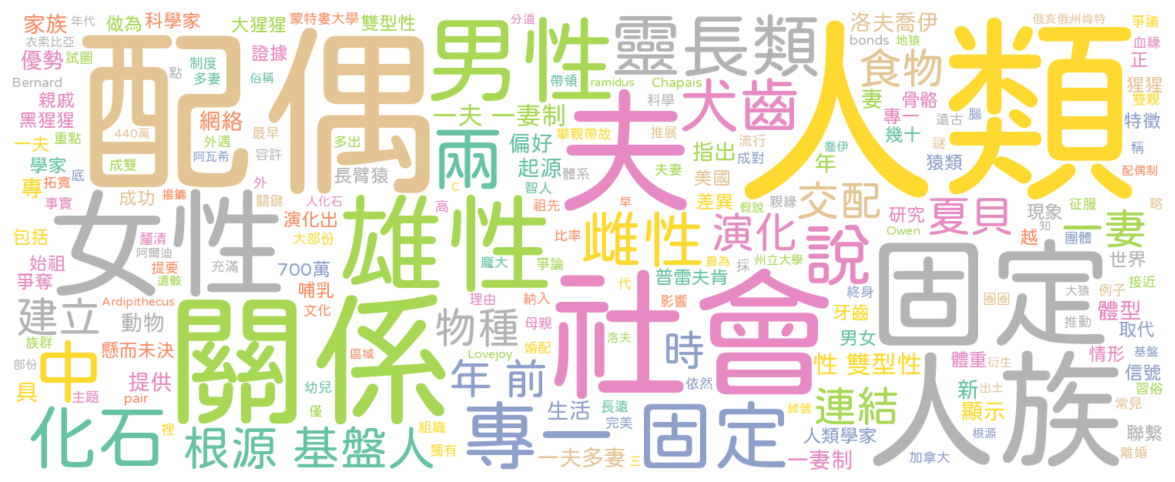 家族 年代 做為 科學家 大猩猩 蒙特婁大學 雙型性 分道 洛夫喬伊 俄亥俄州肯特 爭議
衣索比亞 配偶 男性 靈長類 人類 bonds 地猿 血緣
優勢 試圖 點 制度 證據 食物 正
Bernard 多妻 俗稱 帶領 ramidus Chapais 犬齒 妻 骨骼 猩猩
親戚 網絡 外遇 多出 一夫 一妻制 夫 科學 專一 遠古 腦 雙親
黑猩猩 重點 440萬 最早 偏好 攀親帶故 推展 幾十 特徵
一夫 阿瓦希 容許 兩 流行 指出 年 謎 喬伊 稱
學家 成雙 長臂猿 起源 體系 夫妻 成對 猿類 配偶制
專 底 拓寬 成功 外 智人 美國
事實 揚鑣 關鍵 C 祖先 假說 親緣 差異 交配 研究 夏貝 現象 征服 略
女性 人化石 雄性 高 早 雌性 演化 Owen 知 一妻
包括 釐清 演化出 比率 最為 說 越 團體
阿爾迪 大部份 龐大 爭論 州立大學 固定 世界
始祖 提要 充滿 700萬 釐 普雷夫肯 採 例子 接近
爭奪 遺骸 哺乳 理由 納入 代 影響 終身 圈圈 大猿 體型
Ardipithecus 文化 關係 社會 牙齒 推動 取代
建立 動物 物種 母親 婚配 洛夫 男女
族群 懸而未決 區域 Lovejoy 時 性 雙型性 情形 基盤
部份 中 年 前 依然 體重 衍生 信號
具 提供 幼兒 連結 新 出土 人族 習俗
主題 pair 僅 生活 長遠 綽號 顯示 常見
化石 裡 組織 專一 完美 固定 人類學家 根源 聯繫
根源 基盤人 獨有 一夫多妻 三 一妻制 加拿大 離婚